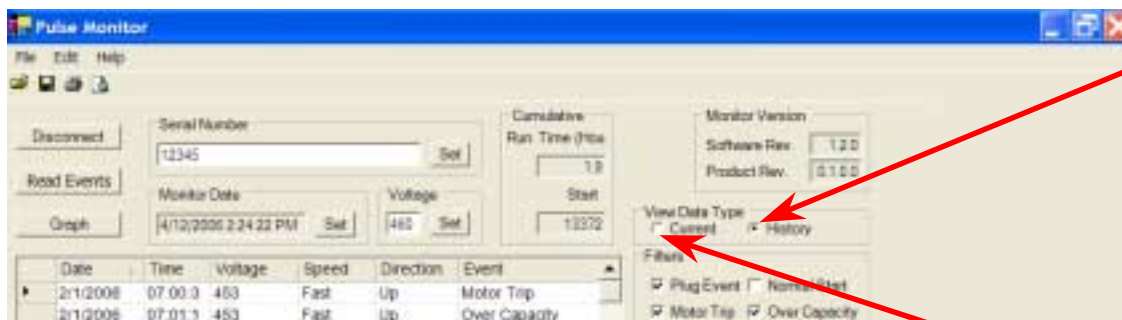 Pulse Monitor
File Edit Help
Disconnect
Serial Number
12345 Set
Cumulative
Run Time (Hou
1.0
Monitor Version
Software Rev 1.2.0
Product Rev. 0.1.0.0
Read Events
Monitor Date
4/12/2006 2:24:22 PM Set
Voltage
460 Set
Start
13372
Graph
View Data Type
Current History
Filters
Plug Event Normal Start
Motor Trip Over Capacity
Date Time Voltage Speed Direction Event
2/1/2006 07:00:3 453 Fast Up Motor Trip
2/1/2006 07:01:1 453 Fast Up Over Capacity